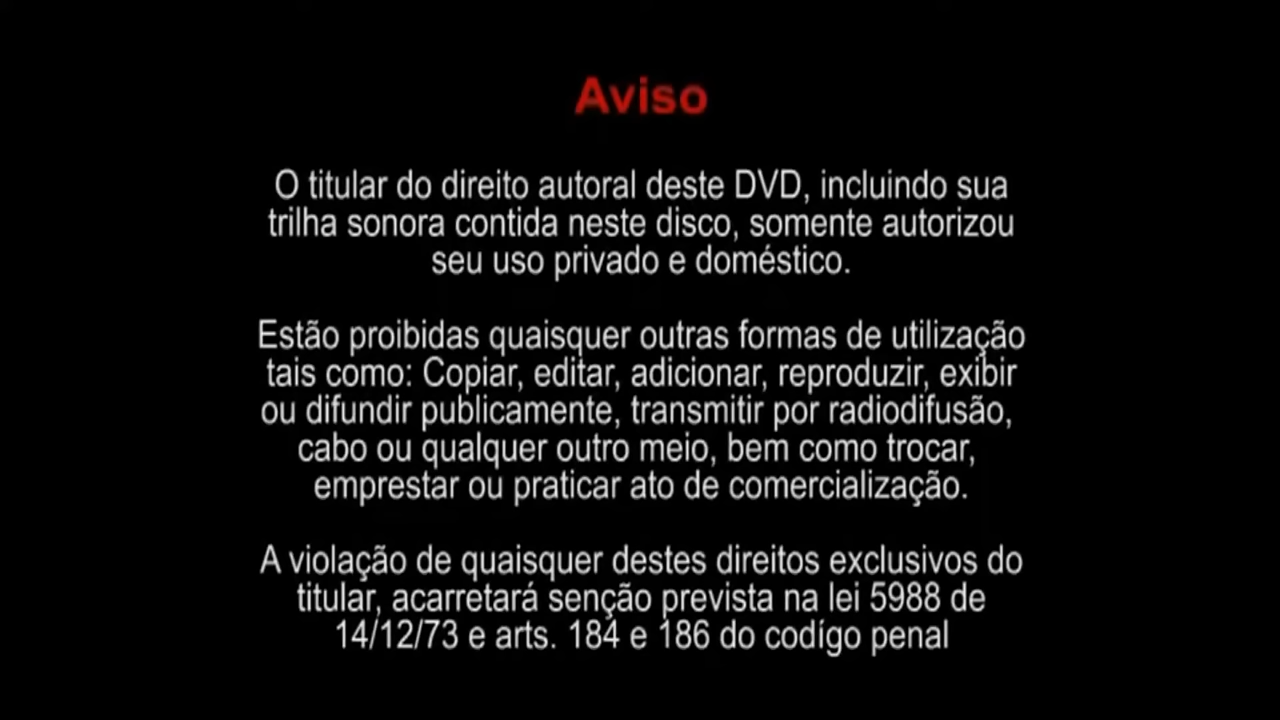 Aviso
O titular do direito autoral deste DVD, incluindo sua
trilha sonora contida neste disco, somente autorizou
seu uso privado e doméstico.
Estão proibidas quaisquer outras formas de utilização
tais como: Copiar, editar, adicionar, reproduzir, exibir
ou difundir publicamente, transmitir por radiodifusão,
cabo ou qualquer outro meio, bem como trocar,
emprestar ou praticar ato de comercialização.
A violação de quaisquer destes direitos exclusivos do
titular, acarretará senção prevista na lei 5988 de
14/12/73 e arts. 184 e 186 do codígo penal